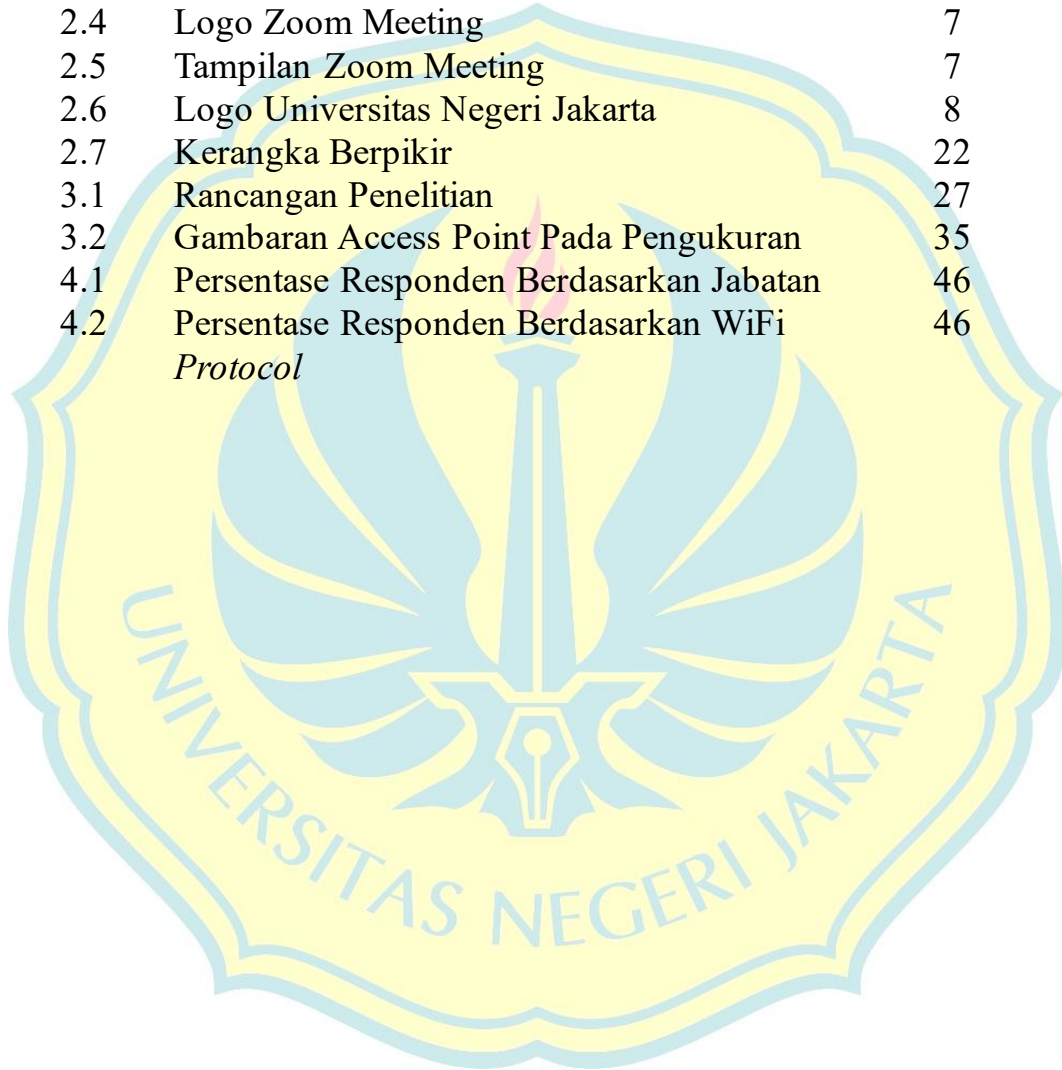 2.4 Logo Zoom Meeting 7
2.5 Tampilan Zoom Meeting 7
2.6 Logo Universitas Negeri Jakarta 8
2.7 Kerangka Berpikir 22
3.1 Rancangan Penelitian 27
3.2 Gambaran Access Point Pada Pengukuran 35
4.1 Persentase Responden Berdasarkan Jabatan 46
4.2 Persentase Responden Berdasarkan WiFi 46
Protocol
UNIVERSITAS NEGERI JAKARTA